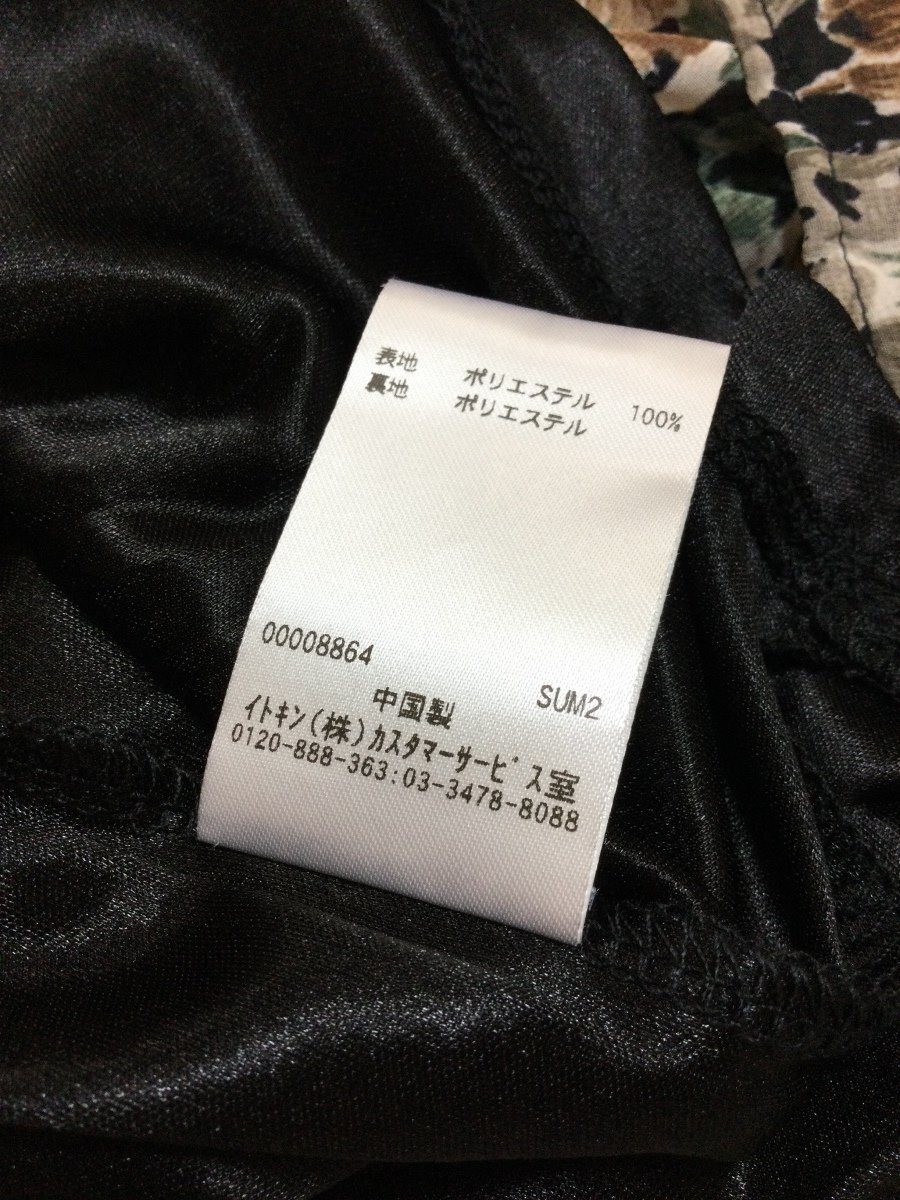 表地 ポリエステル 100%
裏地 ポリエステル
00008864
中国製 SUM2
イトキン(株)カスタマーサービス室
0120-888-363:03-3478-8088